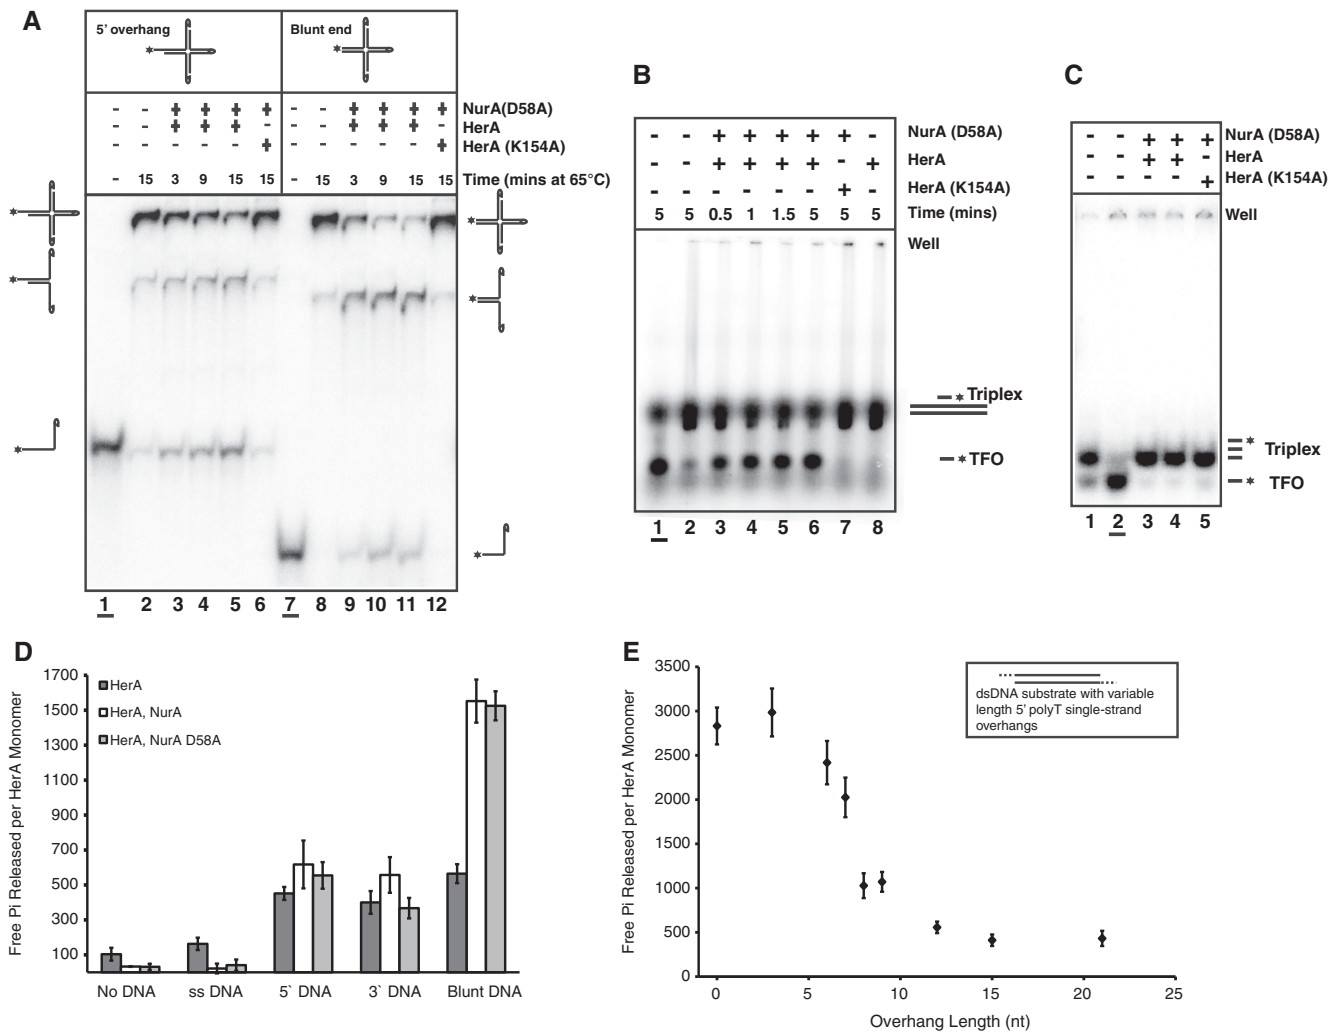 A
5' overhang
Blunt end
- - + + + + - - + + + + NurA(D58A)
- - + + + - - - + + + - HerA
- - - - - + - - - - - + HerA (K154A)
- 15 3 9 15 15 - 15 3 9 15 15 Time (mins at 65°C)
1 2 3 4 5 6 7 8 9 10 11 12
B
- - + + + + + - NurA (D58A)
- - + + + + - + HerA
- - - - - - + - HerA (K154A)
5 5 0.5 1 1.5 5 5 5 Time (mins)
Well
Triplex
TFO
1 2 3 4 5 6 7 8
C
- - + + + NurA (D58A)
- - + + - HerA
- - - - + HerA (K154A)
Well
Triplex
TFO
1 2 3 4 5
D
Free Pi Released per HerA Monomer
1700
1500
1300
1100
900
700
500
300
100
HerA
HerA, NurA
HerA, NurA D58A
No DNA ss DNA 5` DNA 3` DNA Blunt DNA
E
Free Pi Released per HerA Monomer
3500
3000
2500
2000
1500
1000
500
0
dsDNA substrate with variable
length 5' polyT single-strand
overhangs
0 5 10 15 20 25
Overhang Length (nt)